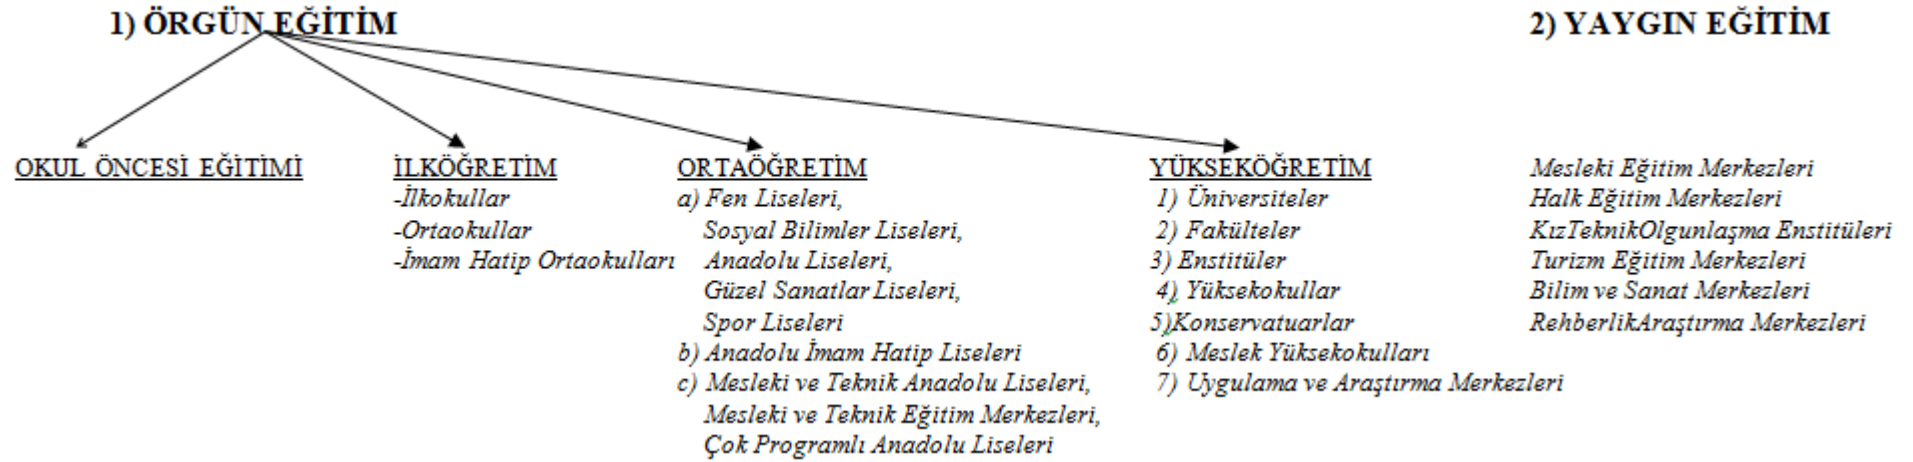 1) ÖRGÜN EĞİTİM
2) YAYGIN EĞİTİM
OKUL ÖNCESİ EĞİTİMİ
İLKÖĞRETİM
-İlkokullar
-Ortaokullar
-İmam Hatip Ortaokulları
ORTAÖĞRETİM
a) Fen Liseleri,
Sosyal Bilimler Liseleri,
Anadolu Liseleri,
Güzel Sanatlar Liseleri,
Spor Liseleri
b) Anadolu İmam Hatip Liseleri
c) Mesleki ve Teknik Anadolu Liseleri,
Mesleki ve Teknik Eğitim Merkezleri,
Çok Programlı Anadolu Liseleri
YÜKSEKÖĞRETİM
1) Üniversiteler
2) Fakülteler
3) Enstitüler
4) Yüksekokullar
5)Konservatuarlar
6) Meslek Yüksekokulları
7) Uygulama ve Araştırma Merkezleri
Mesleki Eğitim Merkezleri
Halk Eğitim Merkezleri
KızTeknikOlgunlaşma Enstitüleri
Turizm Eğitim Merkezleri
Bilim ve Sanat Merkezleri
RehberlikAraştırma Merkezleri